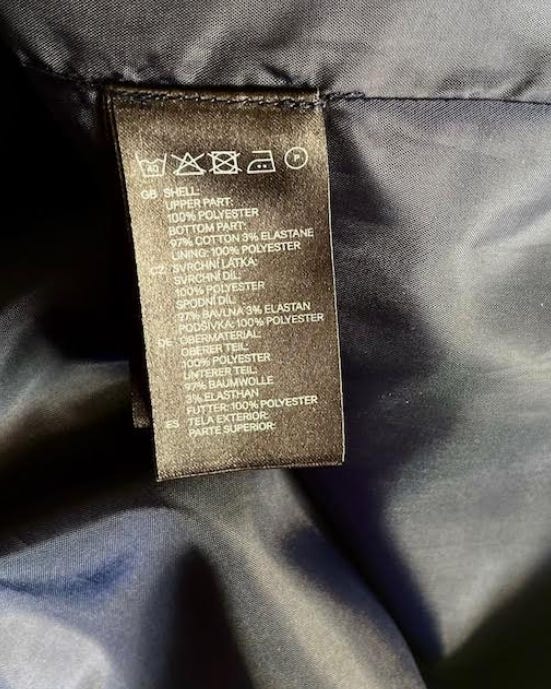 40 P
GB SHELL:
UPPER PART:
100% POLYESTER
BOTTOM PART:
97% COTTON 3% ELASTANE
LINING: 100% POLYESTER
CZ SVRCHNÍ LÁTKA:
SVRCHNÍ DÍL:
100% POLYESTER
SPODNÍ DÍL:
97% BAVLNA 3% ELASTAN
PODŠÍVKA: 100% POLYESTER
DE OBERMATERIAL:
OBERER TEIL:
100% POLYESTER
UNTERER TEIL:
97% BAUMWOLLE
3% ELASTHAN
FUTTER: 100% POLYESTER
ES TELA EXTERIOR:
PARTE SUPERIOR: